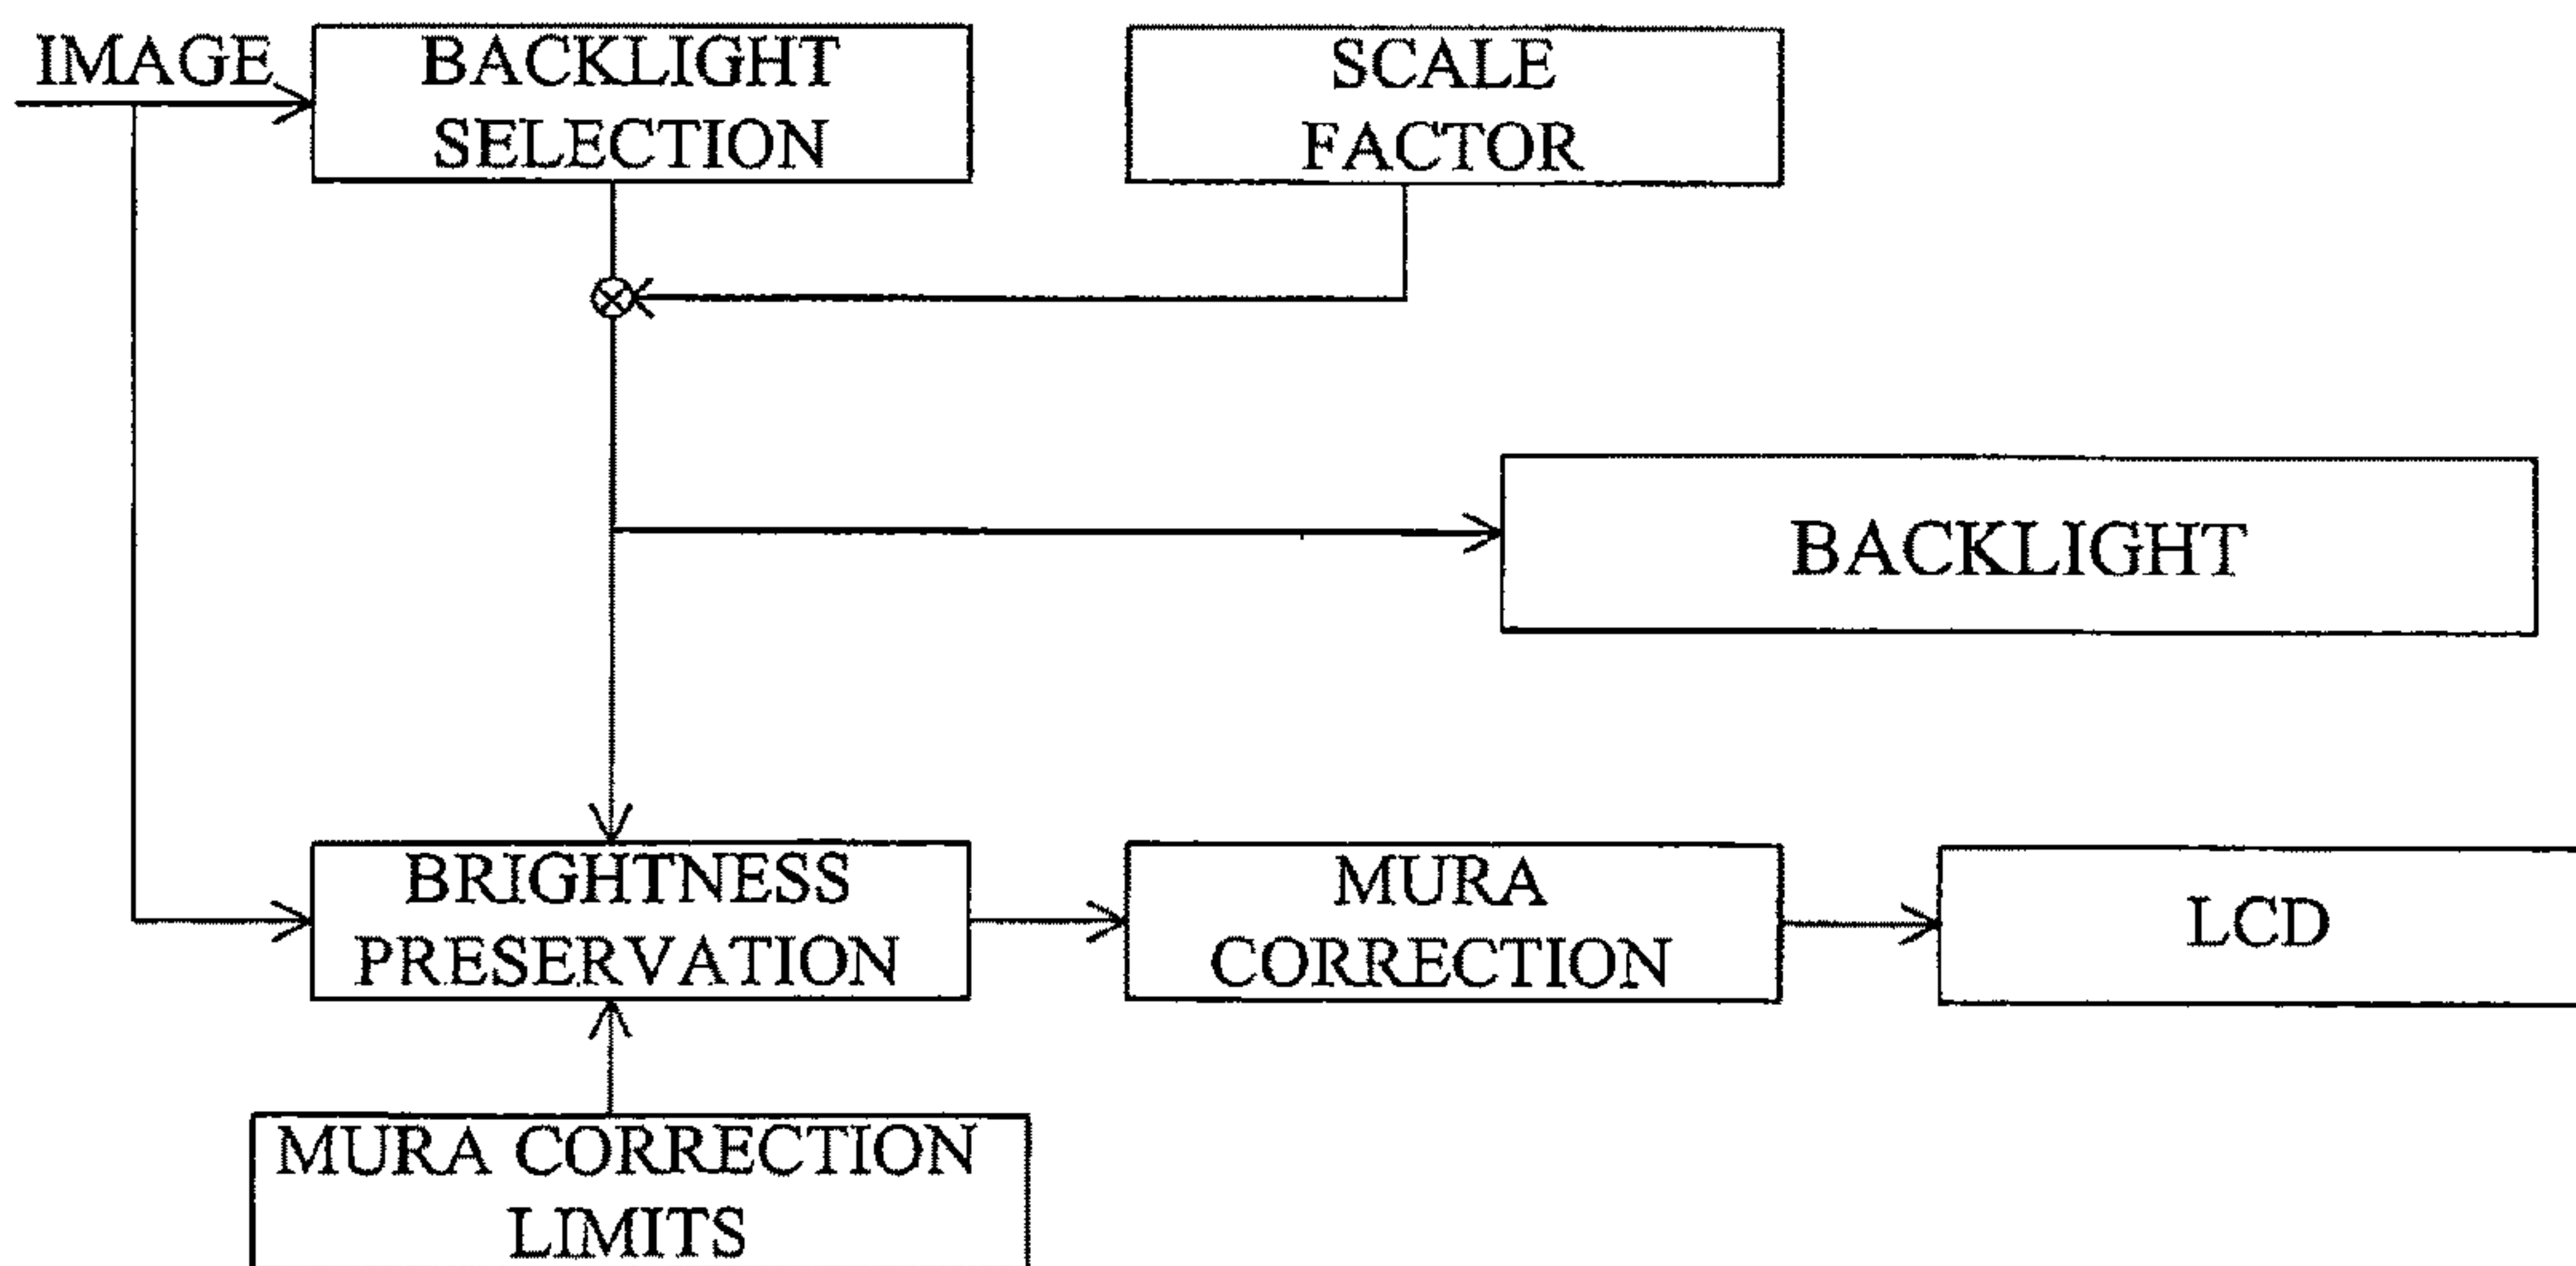 IMAGE
BACKLIGHT
SELECTION
SCALE
FACTOR
BACKLIGHT
BRIGHTNESS
PRESERVATION
MURA
CORRECTION
LCD
MURA CORRECTION
LIMITS